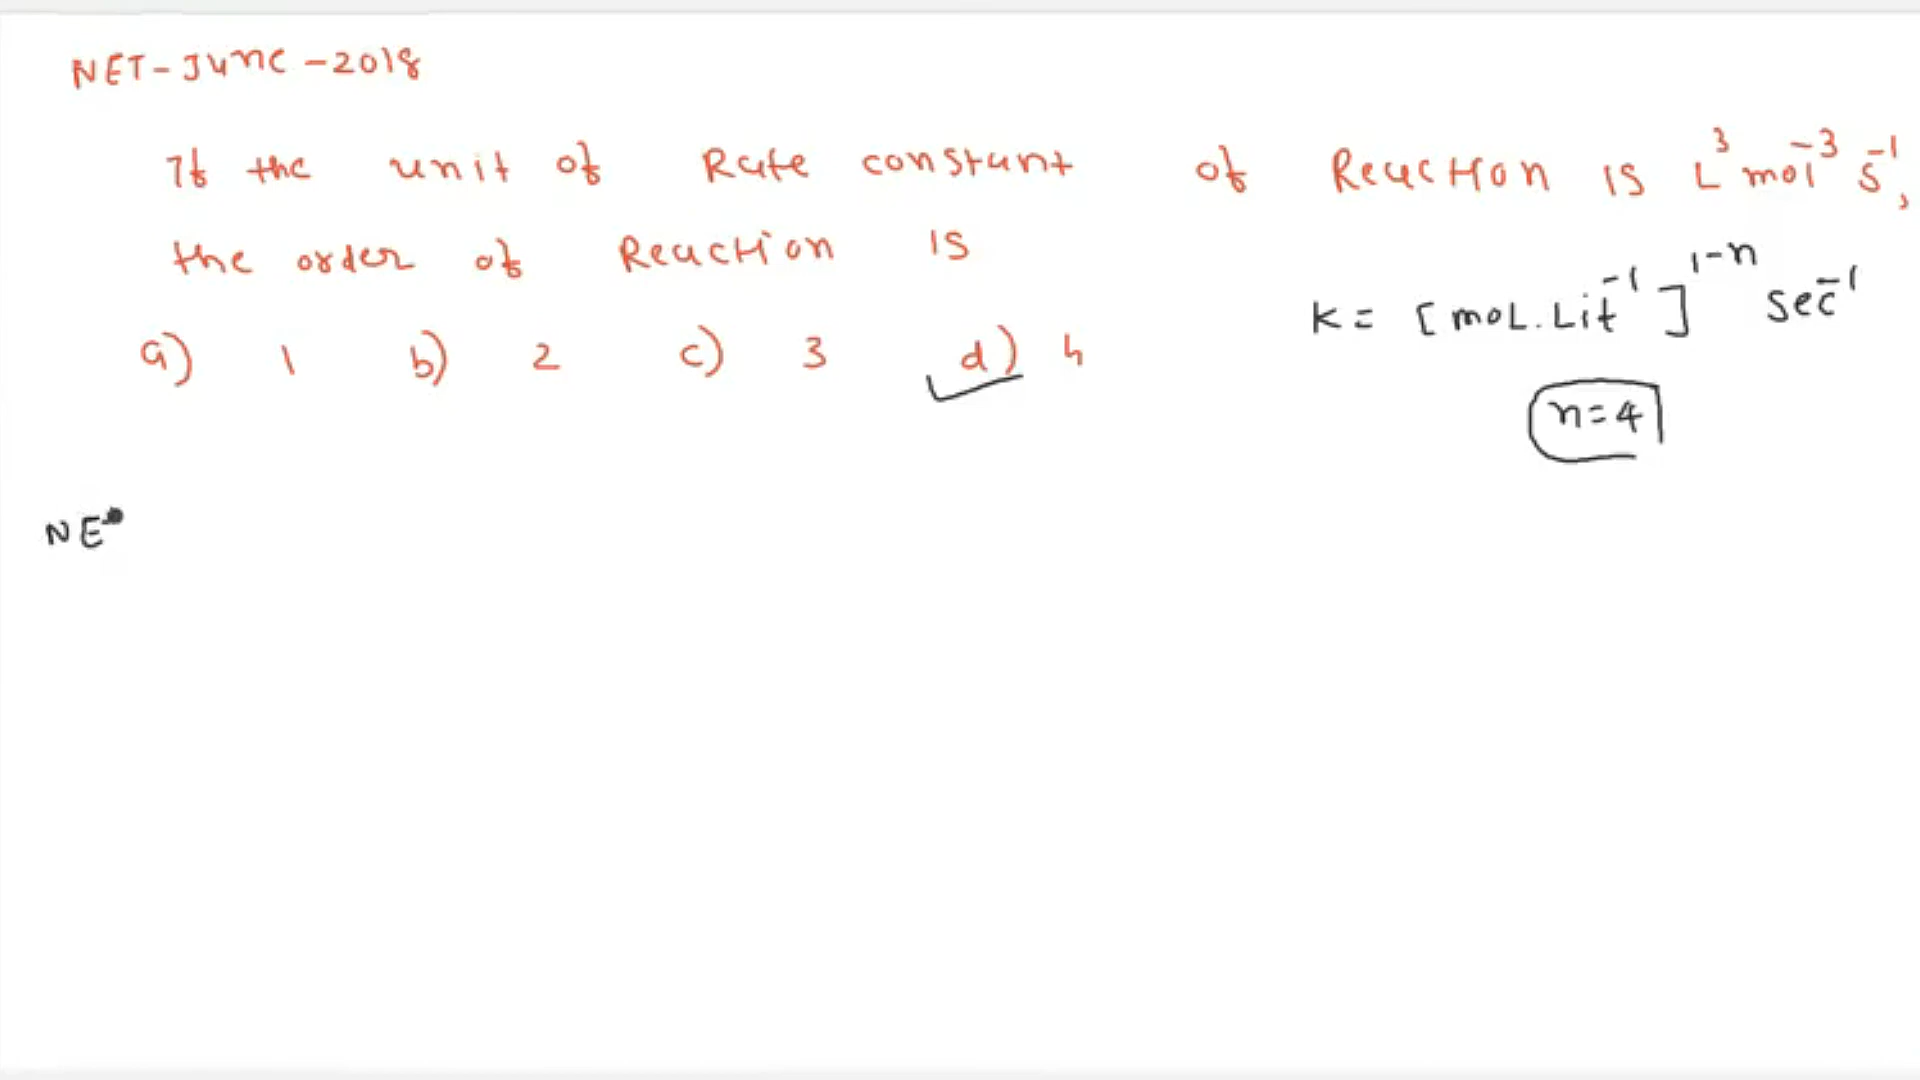 NET-June-2018
If the unit of Rate constant of Reaction is L³ mol⁻³ S⁻¹,
the order of Reaction is
a) 1 b) 2 c) 3 d) 4
K = [moL.Lit⁻¹]¹⁻ⁿ Sec⁻¹
n=4
NE